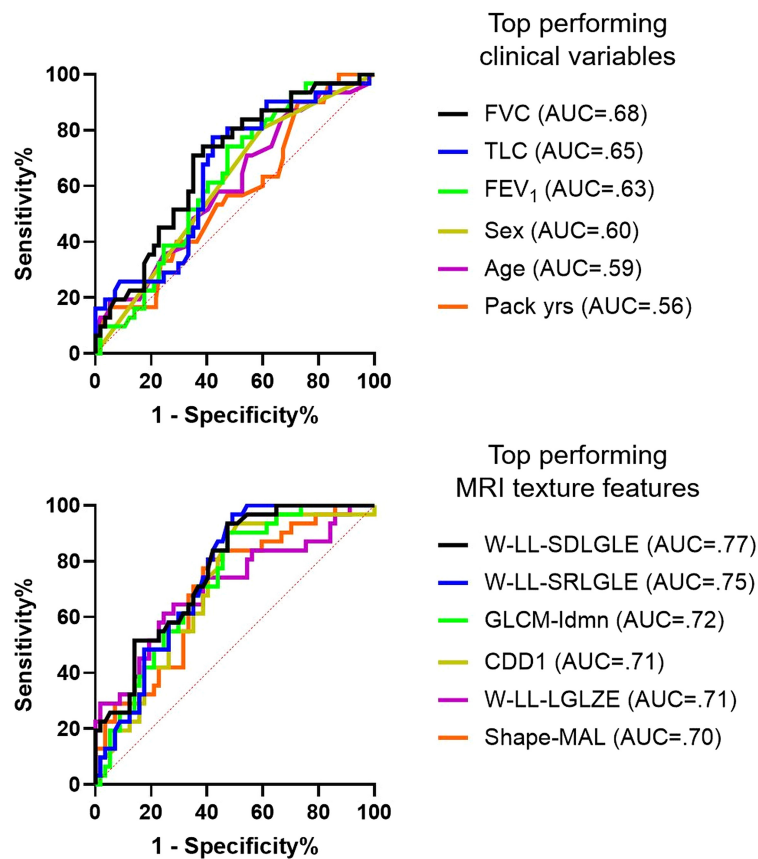 Top performing
clinical variables
100
80
60
40
20
0
Sensitivity%
0 20 40 60 80 100
1 - Specificity%
FVC (AUC=.68)
TLC (AUC=.65)
FEV₁ (AUC=.63)
Sex (AUC=.60)
Age (AUC=.59)
Pack yrs (AUC=.56)
Top performing
MRI texture features
100
80
60
40
20
0
Sensitivity%
0 20 40 60 80 100
1 - Specificity%
W-LL-SDLGLE (AUC=.77)
W-LL-SRLGLE (AUC=.75)
GLCM-Idmn (AUC=.72)
CDD1 (AUC=.71)
W-LL-LGLZE (AUC=.71)
Shape-MAL (AUC=.70)